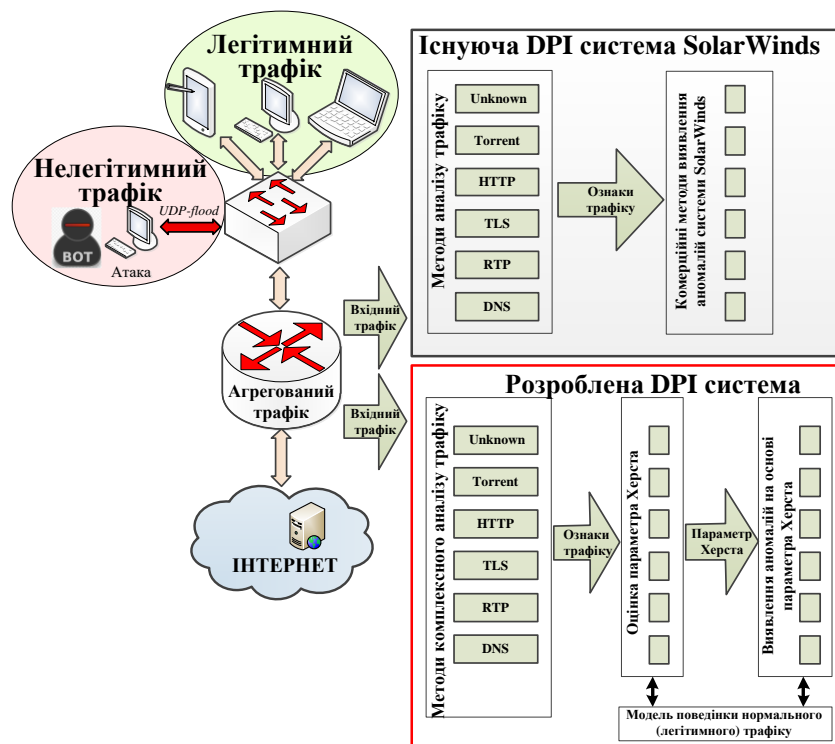 Легітимний
трафік
Нелегітимний
трафік
UDP-flood
BOT
Атака
Агрегований
трафік
ІНТЕРНЕТ
Вхідний
трафік
Вхідний
трафік
Існуюча DPI система SolarWinds
Методи аналізу трафіку
Unknown
Torrent
HTTP
TLS
RTP
DNS
Ознаки
трафіку
Комерційні методи виявлення
аномалій системи SolarWinds
Розроблена DPI система
Методи комплексного аналізу трафіку
Unknown
Torrent
HTTP
TLS
RTP
DNS
Ознаки
трафіку
Оцінка параметра Херста
Параметр
Херста
Виявлення аномалій на основі
параметра Херста
Модель поведінки нормального
(легітимного) трафіку